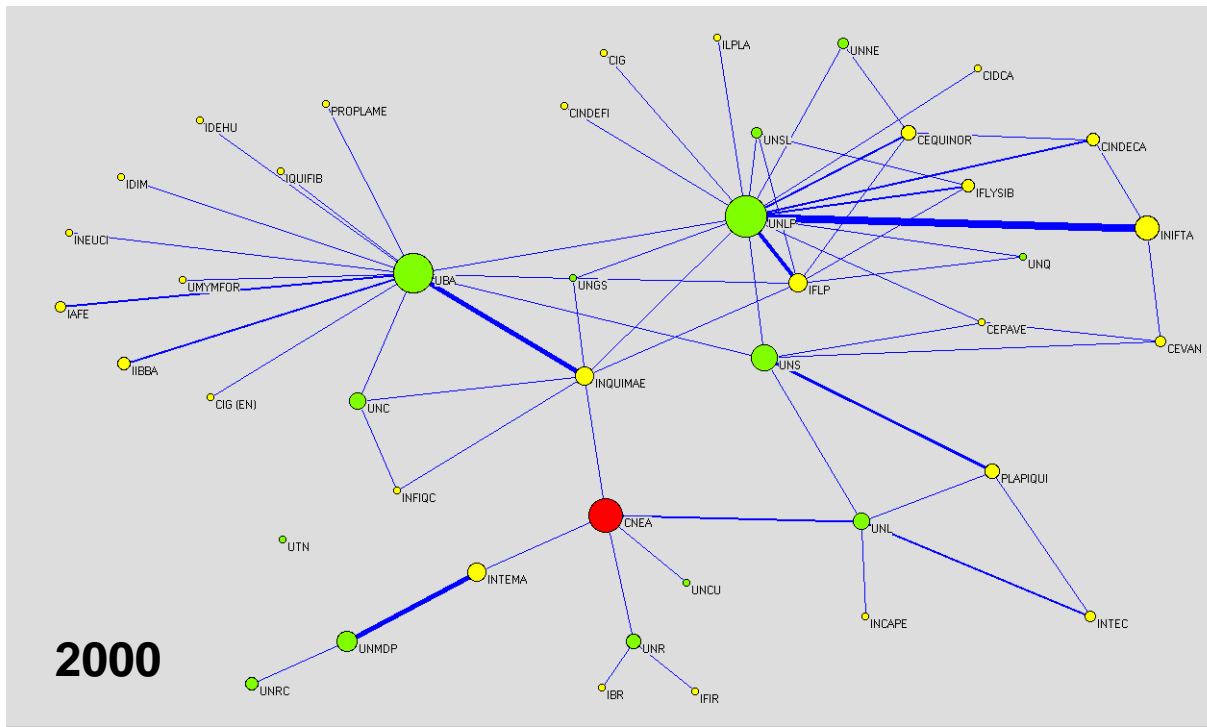 ILPLA
UNNE
CIG
CIDCA
PROPLAME
CINDEFI
IDEHU
UNSL
CEQUINOR
CINDECA
IQUIFIB
IDIM
IFLYSIB
UNLP
INIFTA
INEUCI
UNQ
UBA
UNGS
UMYMFOR
IFLP
IAFE
CEPAVE
CEVAN
IIBBA
UNS
INQUIMAE
CIG (EN)
UNC
PLAPIQUI
INFIQC
CNEA
UNL
UTN
INTEMA
UNCU
INCAPE
INTEC
UNMDP
UNR
2000
UNRC
IBR
IFIR